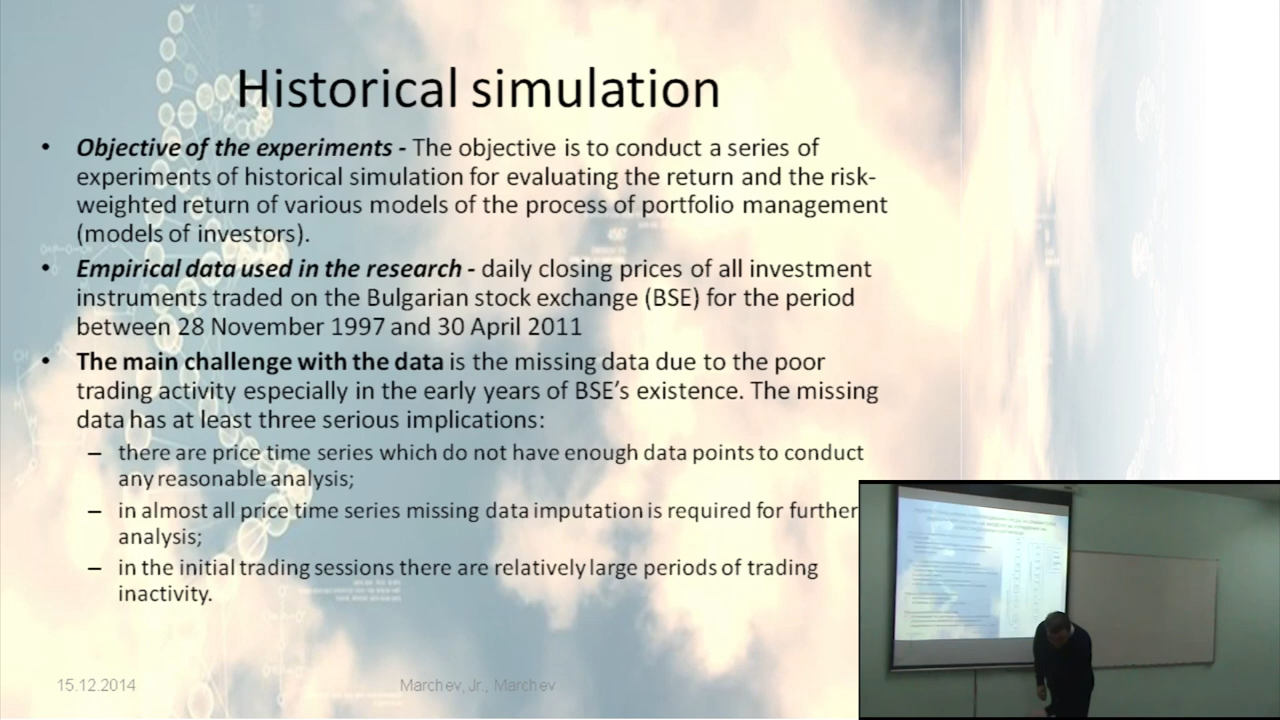 Historical simulation
• Objective of the experiments - The objective is to conduct a series of
experiments of historical simulation for evaluating the return and the risk-
weighted return of various models of the process of portfolio management
(models of investors).
• Empirical data used in the research - daily closing prices of all investment
instruments traded on the Bulgarian stock exchange (BSE) for the period
between 28 November 1997 and 30 April 2011
• The main challenge with the data is the missing data due to the poor
trading activity especially in the early years of BSE’s existence. The missing
data has at least three serious implications:
– there are price time series which do not have enough data points to conduct
any reasonable analysis;
– in almost all price time series missing data imputation is required for further
analysis;
– in the initial trading sessions there are relatively large periods of trading
inactivity.
15.12.2014
Marchev, Jr., Marchev